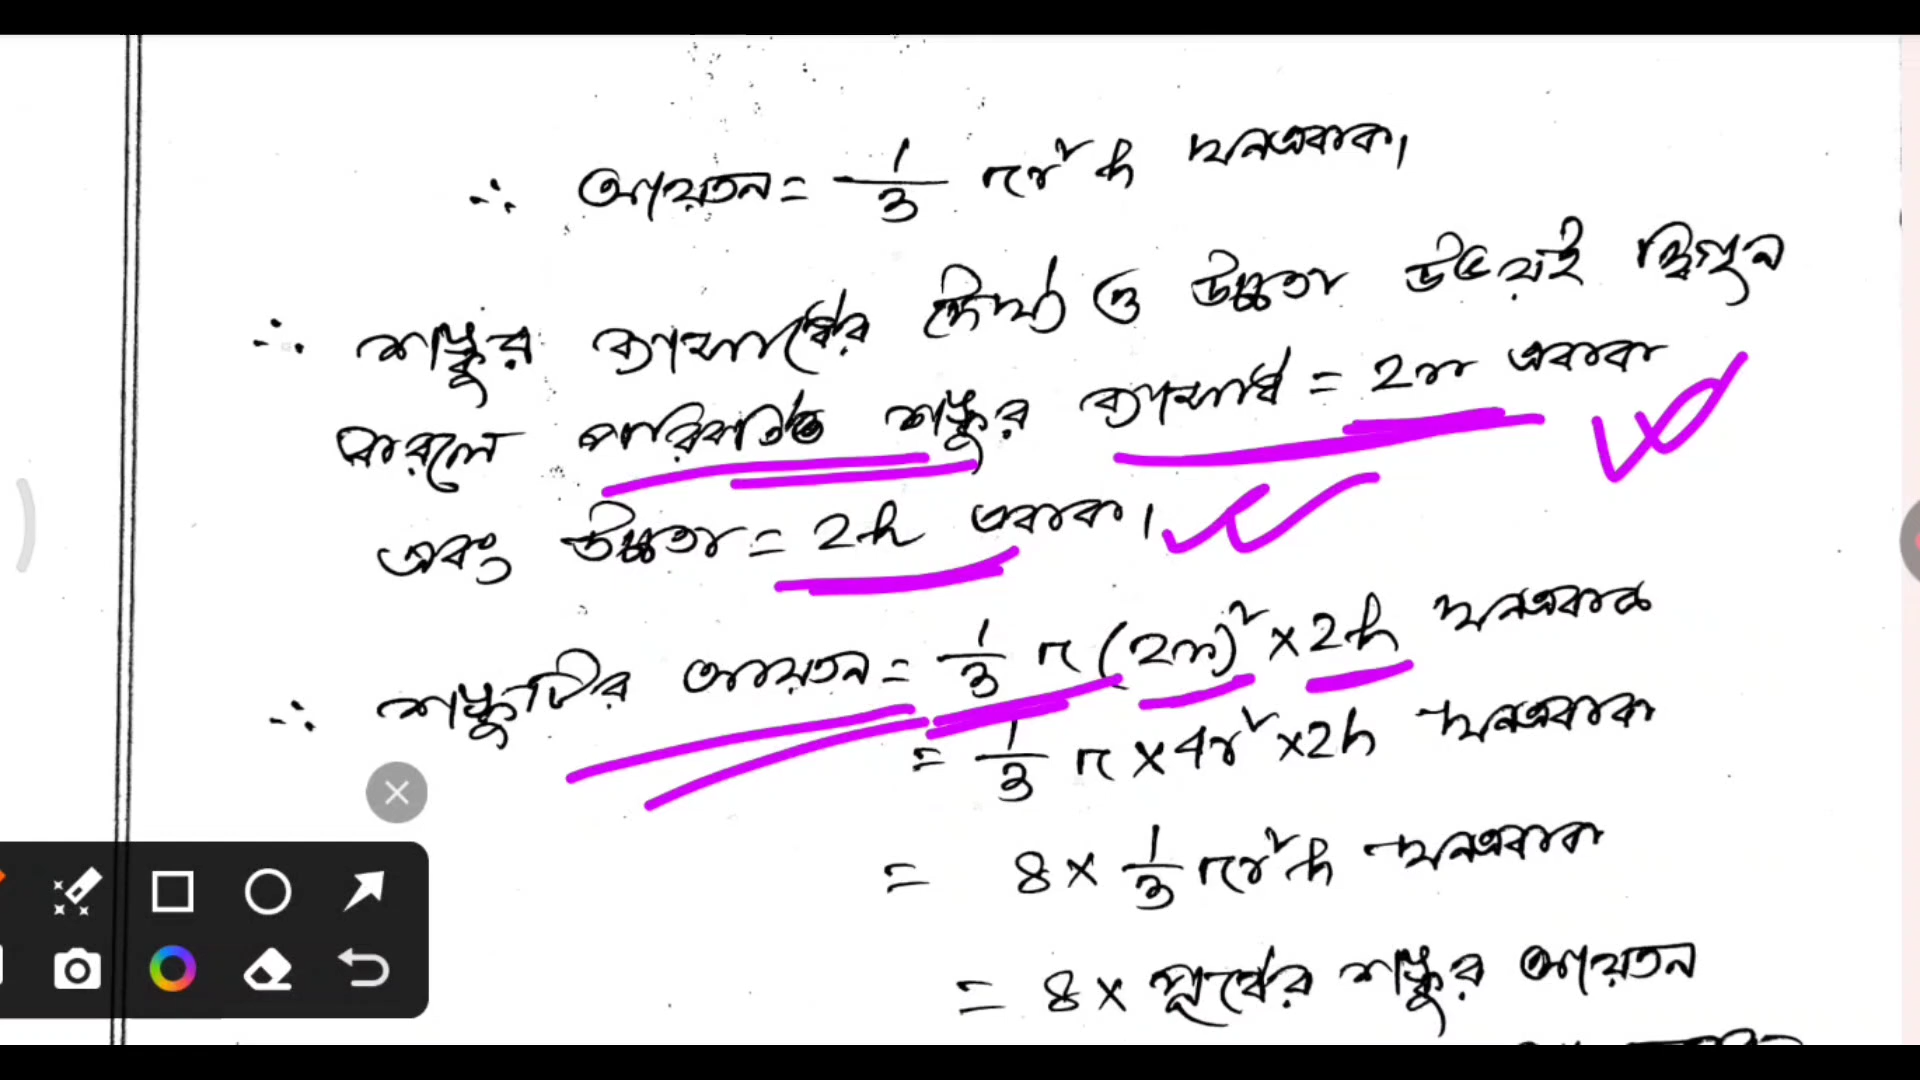 ∴ আয়তন = 1/3 πr²h ঘনএকক।
∴ শঙ্কুর ব্যাসার্ধের দৈর্ঘ্য ও উচ্চতা উভয়ই দ্বিগুন
করলে পরিবর্তিত শঙ্কুর ব্যাসার্ধ = 2r একক
এবং উচ্চতা = 2h একক।
∴ শঙ্কুটির আয়তন = 1/3 π (2r)² × 2h ঘনএকক
= 1/3 π × 4r² × 2h ঘনএকক
= 8 × 1/3 πr²h ঘনএকক
= 8 × পূর্বের শঙ্কুর আয়তন